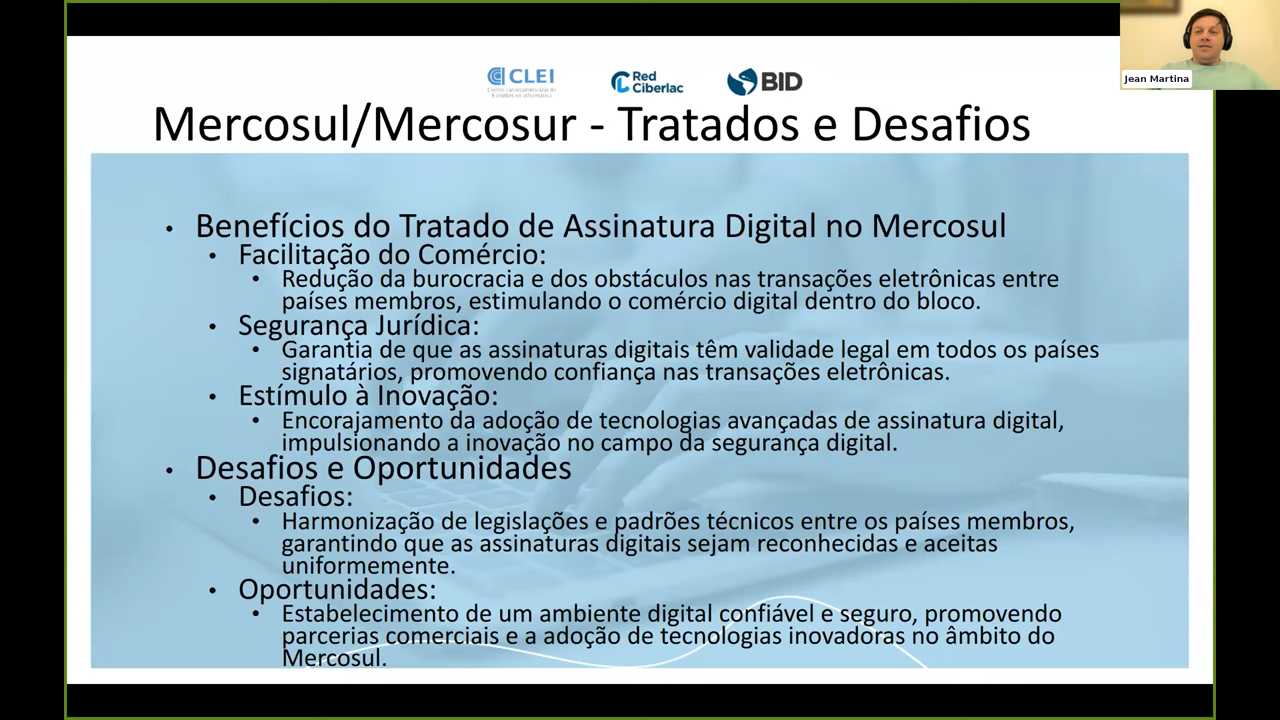 CLEI
Centro Latinoamericano de
Estudios en Informática
Red
Ciberlac
BID
Jean Martina
Mercosul/Mercosur - Tratados e Desafios
• Benefícios do Tratado de Assinatura Digital no Mercosul
• Facilitação do Comércio:
• Redução da burocracia e dos obstáculos nas transações eletrônicas entre
países membros, estimulando o comércio digital dentro do bloco.
• Segurança Jurídica:
• Garantia de que as assinaturas digitais têm validade legal em todos os países
signatários, promovendo confiança nas transações eletrônicas.
• Estímulo à Inovação:
• Encorajamento da adoção de tecnologias avançadas de assinatura digital,
impulsionando a inovação no campo da segurança digital.
• Desafios e Oportunidades
• Desafios:
• Harmonização de legislações e padrões técnicos entre os países membros,
garantindo que as assinaturas digitais sejam reconhecidas e aceitas
uniformemente.
• Oportunidades:
• Estabelecimento de um ambiente digital confiável e seguro, promovendo
parcerias comerciais e a adoção de tecnologias inovadoras no âmbito do
Mercosul.